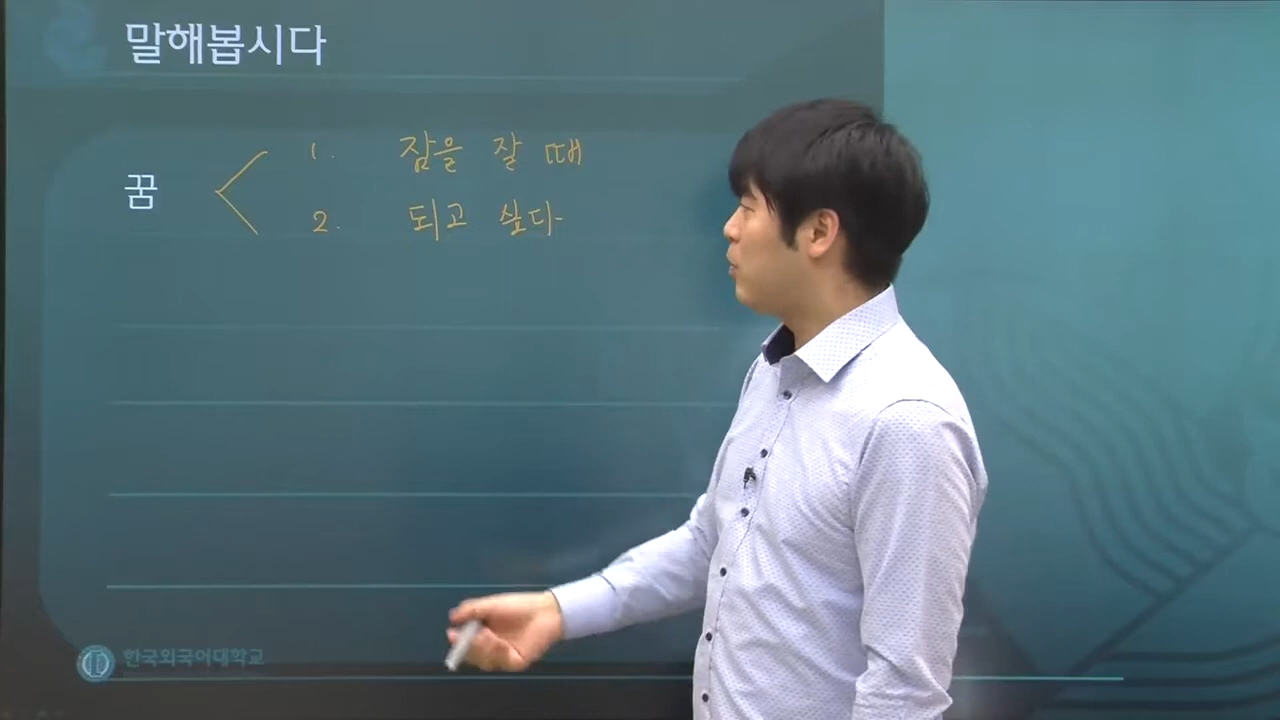 말해봅시다
꿈
1. 잠을 잘 때
2. 되고 싶다
한국외국어대학교